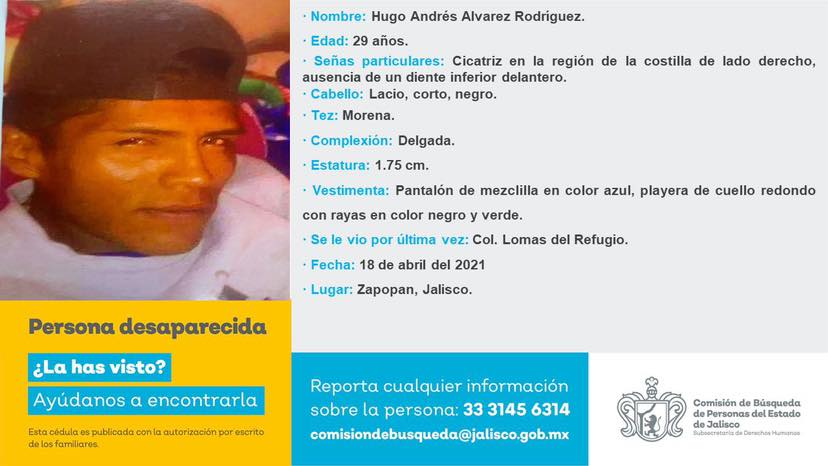 · Nombre: Hugo Andrés Alvarez Rodríguez.
· Edad: 29 años.
· Señas particulares: Cicatriz en la región de la costilla de lado derecho,
ausencia de un diente inferior delantero.
· Cabello: Lacio, corto, negro.
· Tez: Morena.
· Complexión: Delgada.
· Estatura: 1.75 cm.
· Vestimenta: Pantalón de mezclilla en color azul, playera de cuello redondo
con rayas en color negro y verde.
· Se le vio por última vez: Col. Lomas del Refugio.
· Fecha: 18 de abril del 2021
· Lugar: Zapopan, Jalisco.
Persona desaparecida
¿La has visto?
Ayúdanos a encontrarla
Esta cédula es publicada con la autorización por escrito
de los familiares.
Reporta cualquier información
sobre la persona: 33 3145 6314
comisiondebusqueda@jalisco.gob.mx
Comisión de Búsqueda
de Personas del Estado
de Jalisco
Subsecretaría de Derechos Humanos